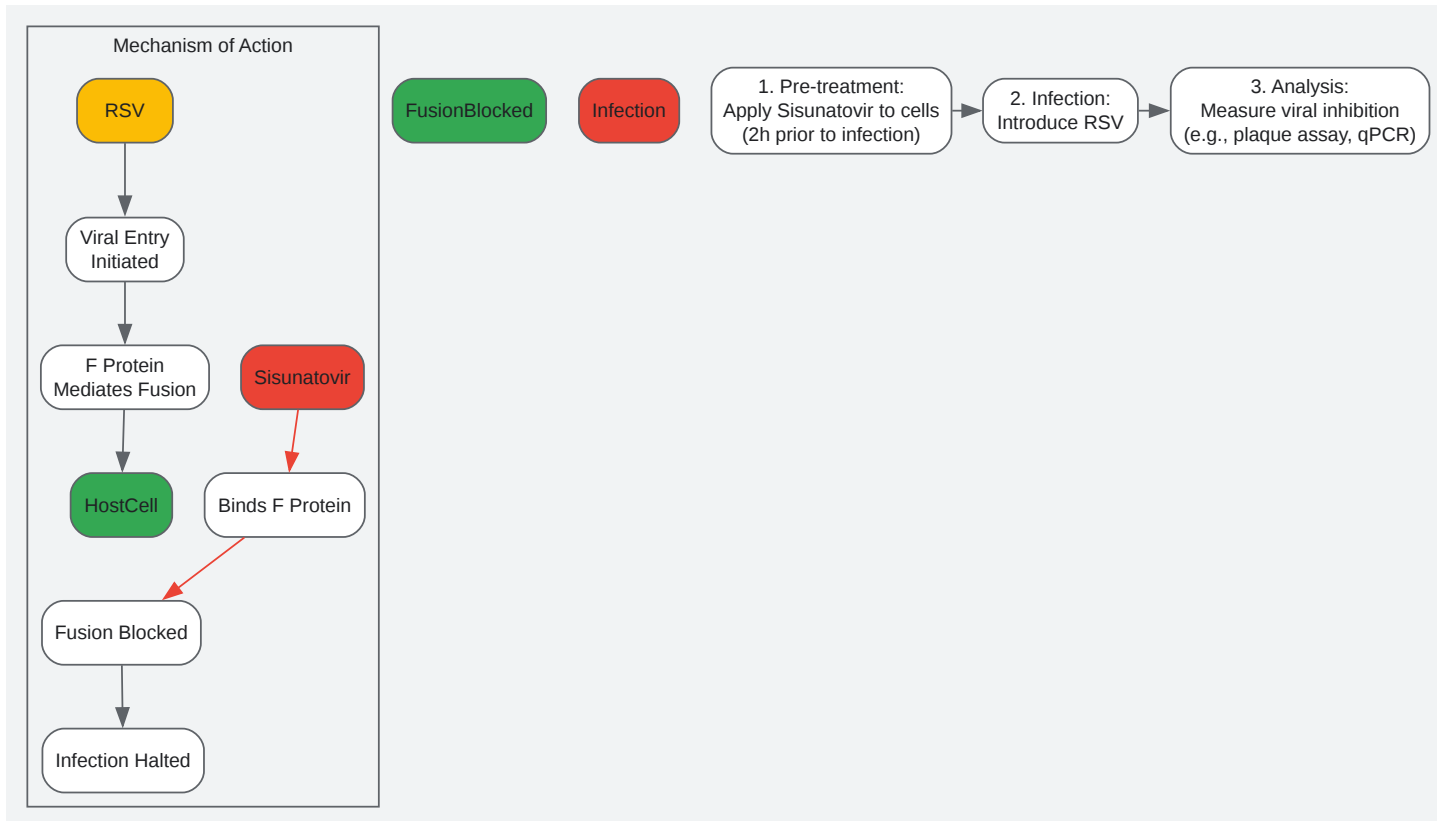 Mechanism of Action
RSV
Viral Entry
Initiated
F Protein
Mediates Fusion
Sisunatovir
HostCell
Binds F Protein
Fusion Blocked
Infection Halted
FusionBlocked
Infection
1. Pre-treatment:
Apply Sisunatovir to cells
(2h prior to infection)
2. Infection:
Introduce RSV
3. Analysis:
Measure viral inhibition
(e.g., plaque assay, qPCR)